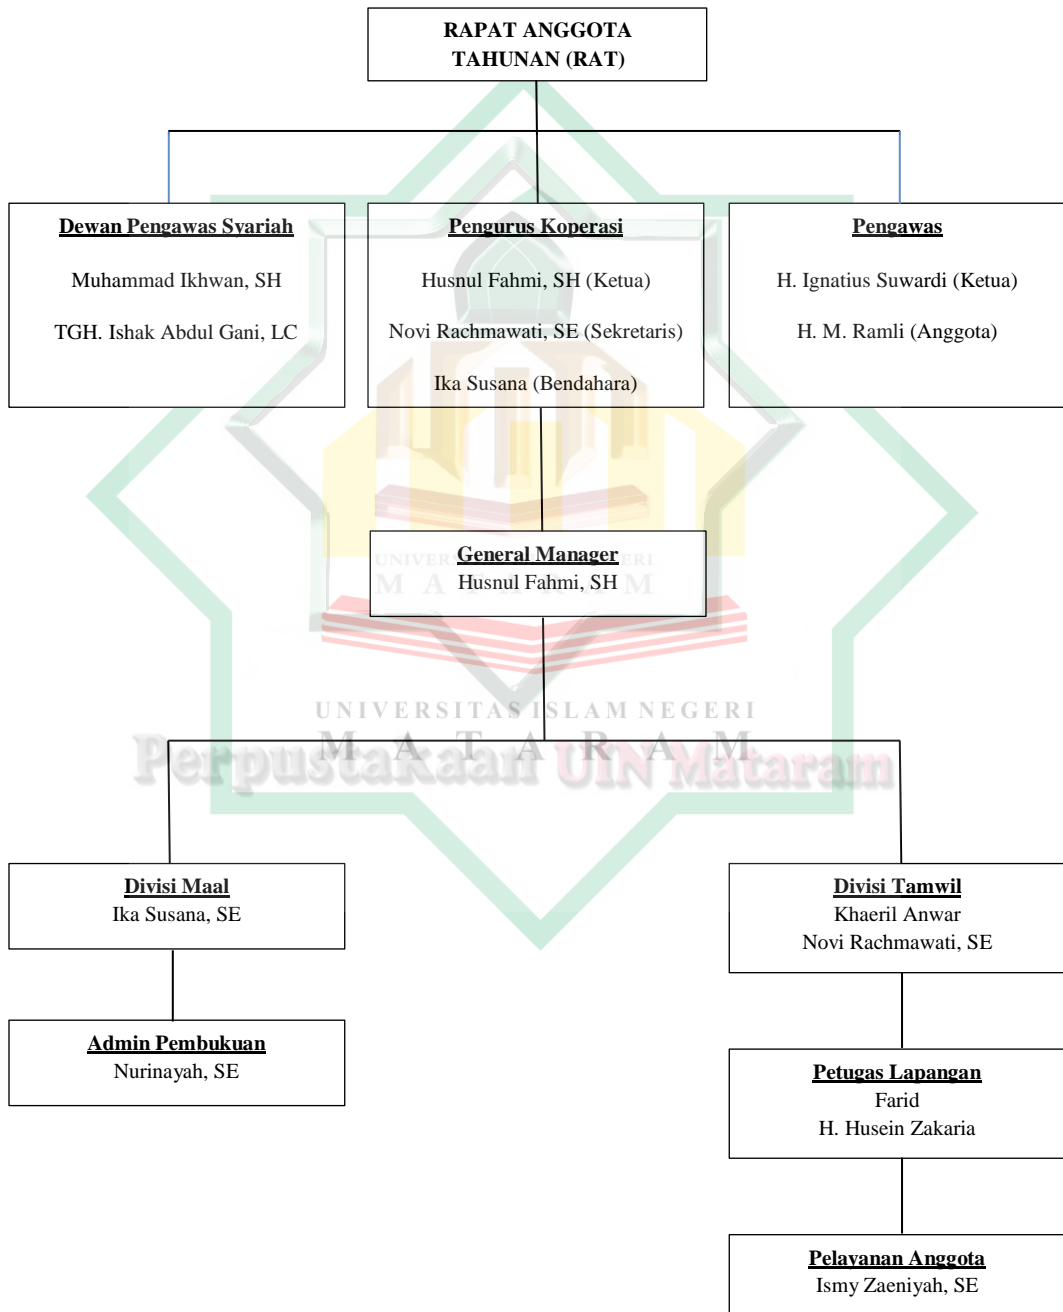 RAPAT ANGGOTA
TAHUNAN (RAT)
Dewan Pengawas Syariah
Muhammad Ikhwan, SH
TGH. Ishak Abdul Gani, LC
Pengurus Koperasi
Husnul Fahmi, SH (Ketua)
Novi Rachmawati, SE (Sekretaris)
Ika Susana (Bendahara)
Pengawas
H. Ignatius Suwardi (Ketua)
H. M. Ramli (Anggota)
General Manager
Husnul Fahmi, SH
UNIVERSITAS ISLAM NEGERI
MATARAM
Perpustakaan UIN Mataram
Divisi Maal
Ika Susana, SE
Admin Pembukuan
Nurinayah, SE
Divisi Tamwil
Khaeril Anwar
Novi Rachmawati, SE
Petugas Lapangan
Farid
H. Husein Zakaria
Pelayanan Anggota
Ismy Zaeniyah, SE